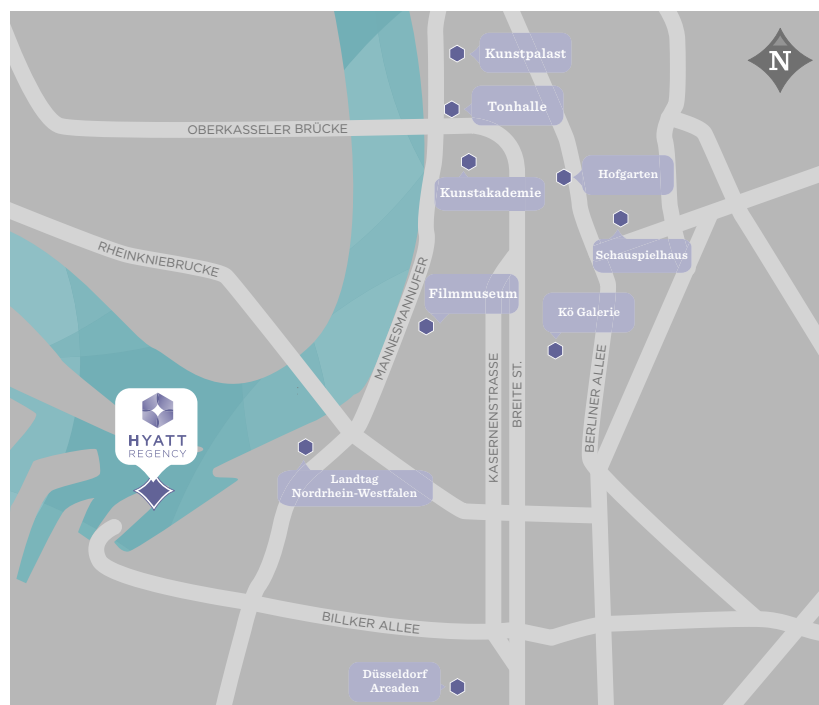 Kunstpalast
N
Tonhalle
OBERKASSELER BRÜCKE
Hofgarten
Kunstakademie
RHEINKNIEBRUCKE
Schauspielhaus
MANNESMANNUFER
Filmmuseum
Kö Galerie
KASERNENSTRASSE
BREITE ST.
BERLINER ALLEE
HYATT
REGENCY
Landtag
Nordrhein-Westfalen
BILLKER ALLEE
Düsseldorf
Arcaden